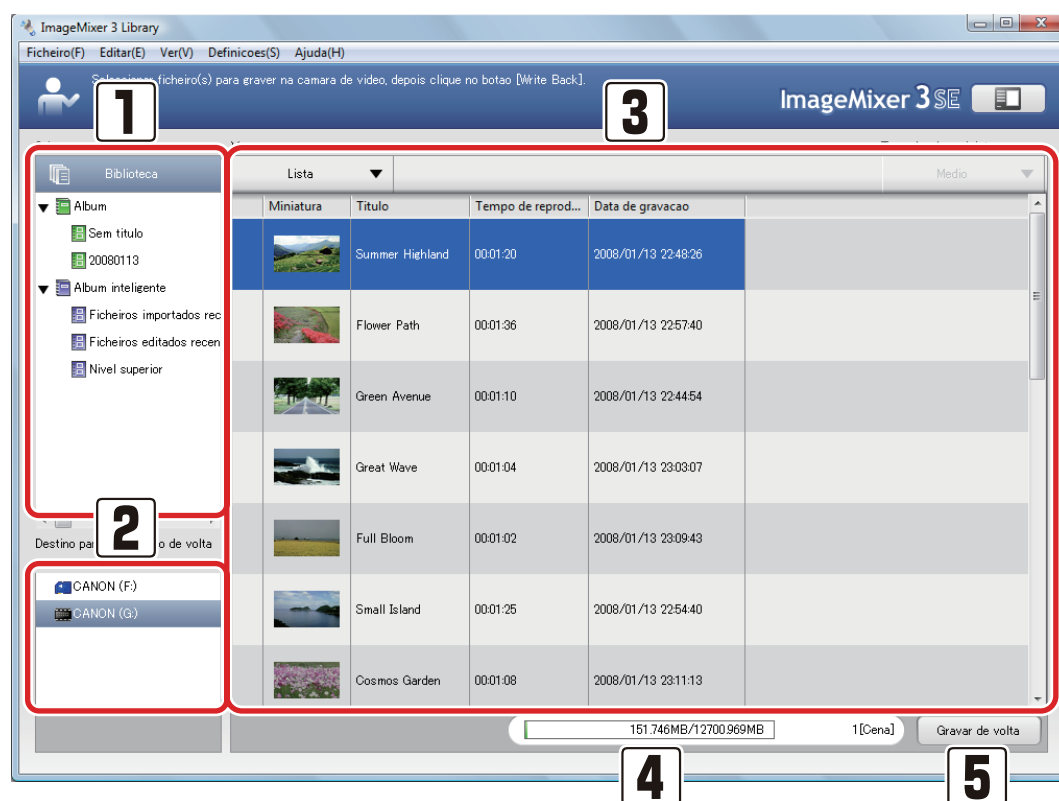 ImageMixer 3 Library
Ficheiro(F) Editar(E) Ver(V) Definicoes(S) Ajuda(H)
ficheiro(s) para graver na camara de video, depois clique no botao [Write Back].
ImageMixer 3 SE
1
3
Biblioteca
Lista
Medio
Album
Sem titulo
20080113
Album inteligente
Ficheiros importados rec
Ficheiros editados recen
Nivel superior
Miniatura Titulo Tempo de reprod... Data de gravacao
Summer Highland 00:01:20 2008/01/13 22:48:26
Flower Path 00:01:36 2008/01/13 22:57:40
Green Avenue 00:01:10 2008/01/13 22:44:54
Great Wave 00:01:04 2008/01/13 23:03:07
Full Bloom 00:01:02 2008/01/13 23:09:43
Small Island 00:01:25 2008/01/13 22:54:40
Cosmos Garden 00:01:08 2008/01/13 23:11:13
2
Destino de volta
CANON (F:)
CANON (G:)
151.746MB/12700.969MB
1[Cena]
Gravar de volta
4
5